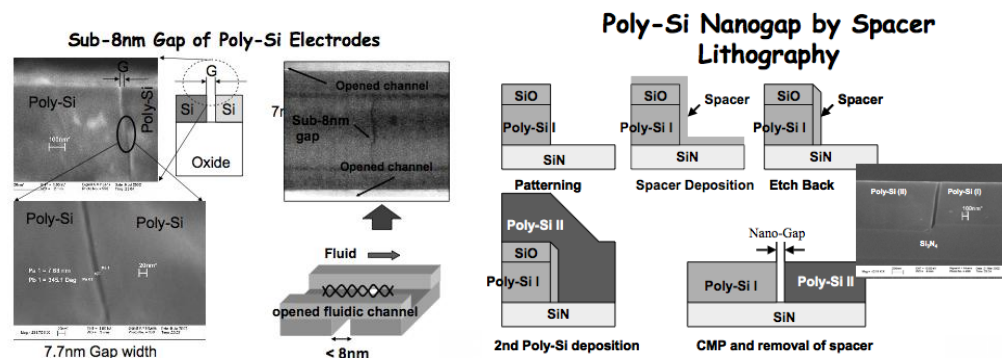 Sub-8nm Gap of Poly-Si Electrodes
G
Poly-Si
Poly-Si
100nm
G
Si
Si
Oxide
Opened channel
Sub-8nm
gap
Opened channel
Poly-Si
Poly-Si
20nm
7.7nm Gap width
Fluid
opened fluidic channel
< 8nm
Poly-Si Nanogap by Spacer
Lithography
SiO
Poly-Si I
SiN
Patterning
SiO
Spacer
Poly-Si I
SiN
Spacer Deposition
SiO
Spacer
Poly-Si I
SiN
Etch Back
Poly-Si II
SiO
Poly-Si I
SiN
2nd Poly-Si deposition
Nano-Gap
Poly-Si I
Poly-Si II
SiN
CMP and removal of spacer
Poly-Si (II)
Poly-Si (I)
100nm
Si₃N₄